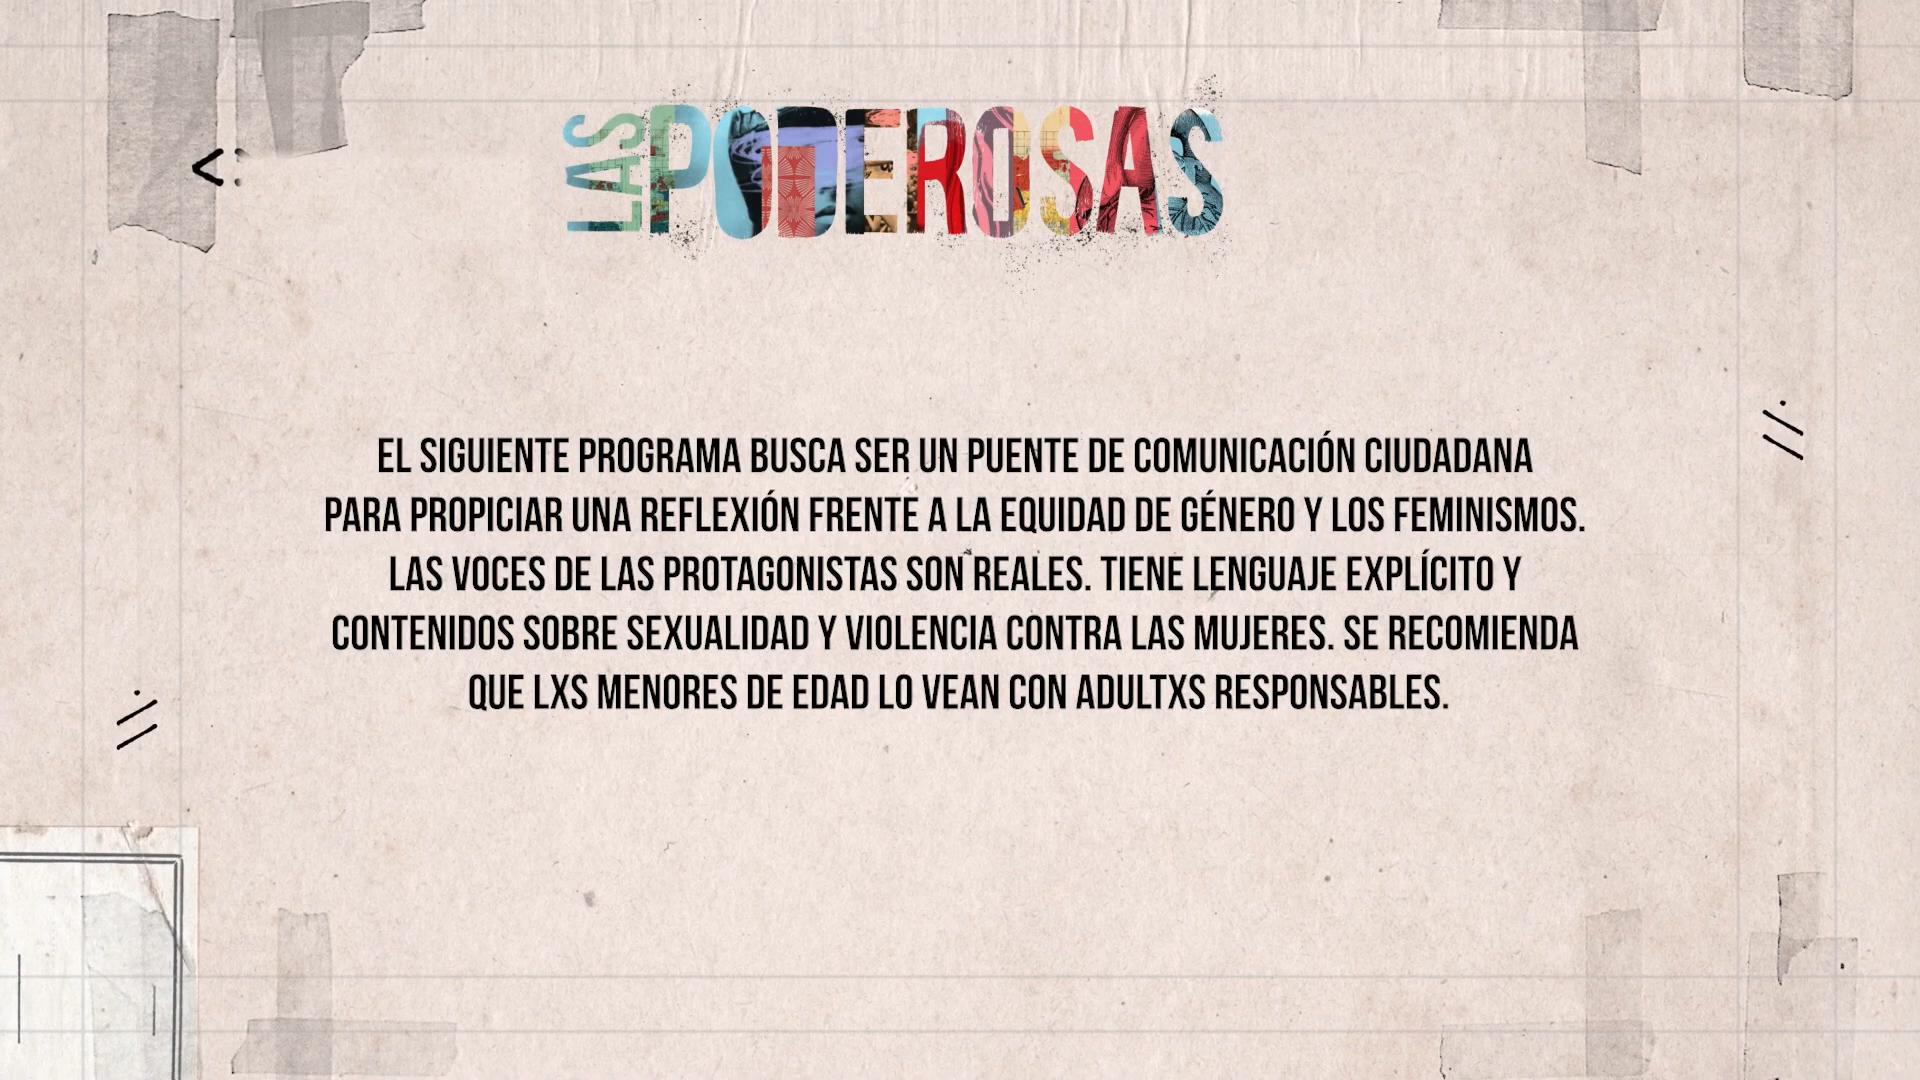 LAS PODEROSAS
EL SIGUIENTE PROGRAMA BUSCA SER UN PUENTE DE COMUNICACIÓN CIUDADANA
PARA PROPICIAR UNA REFLEXIÓN FRENTE A LA EQUIDAD DE GÉNERO Y LOS FEMINISMOS.
LAS VOCES DE LAS PROTAGONISTAS SON REALES. TIENE LENGUAJE EXPLÍCITO Y
CONTENIDOS SOBRE SEXUALIDAD Y VIOLENCIA CONTRA LAS MUJERES. SE RECOMIENDA
QUE LXS MENORES DE EDAD LO VEAN CON ADULTXS RESPONSABLES.